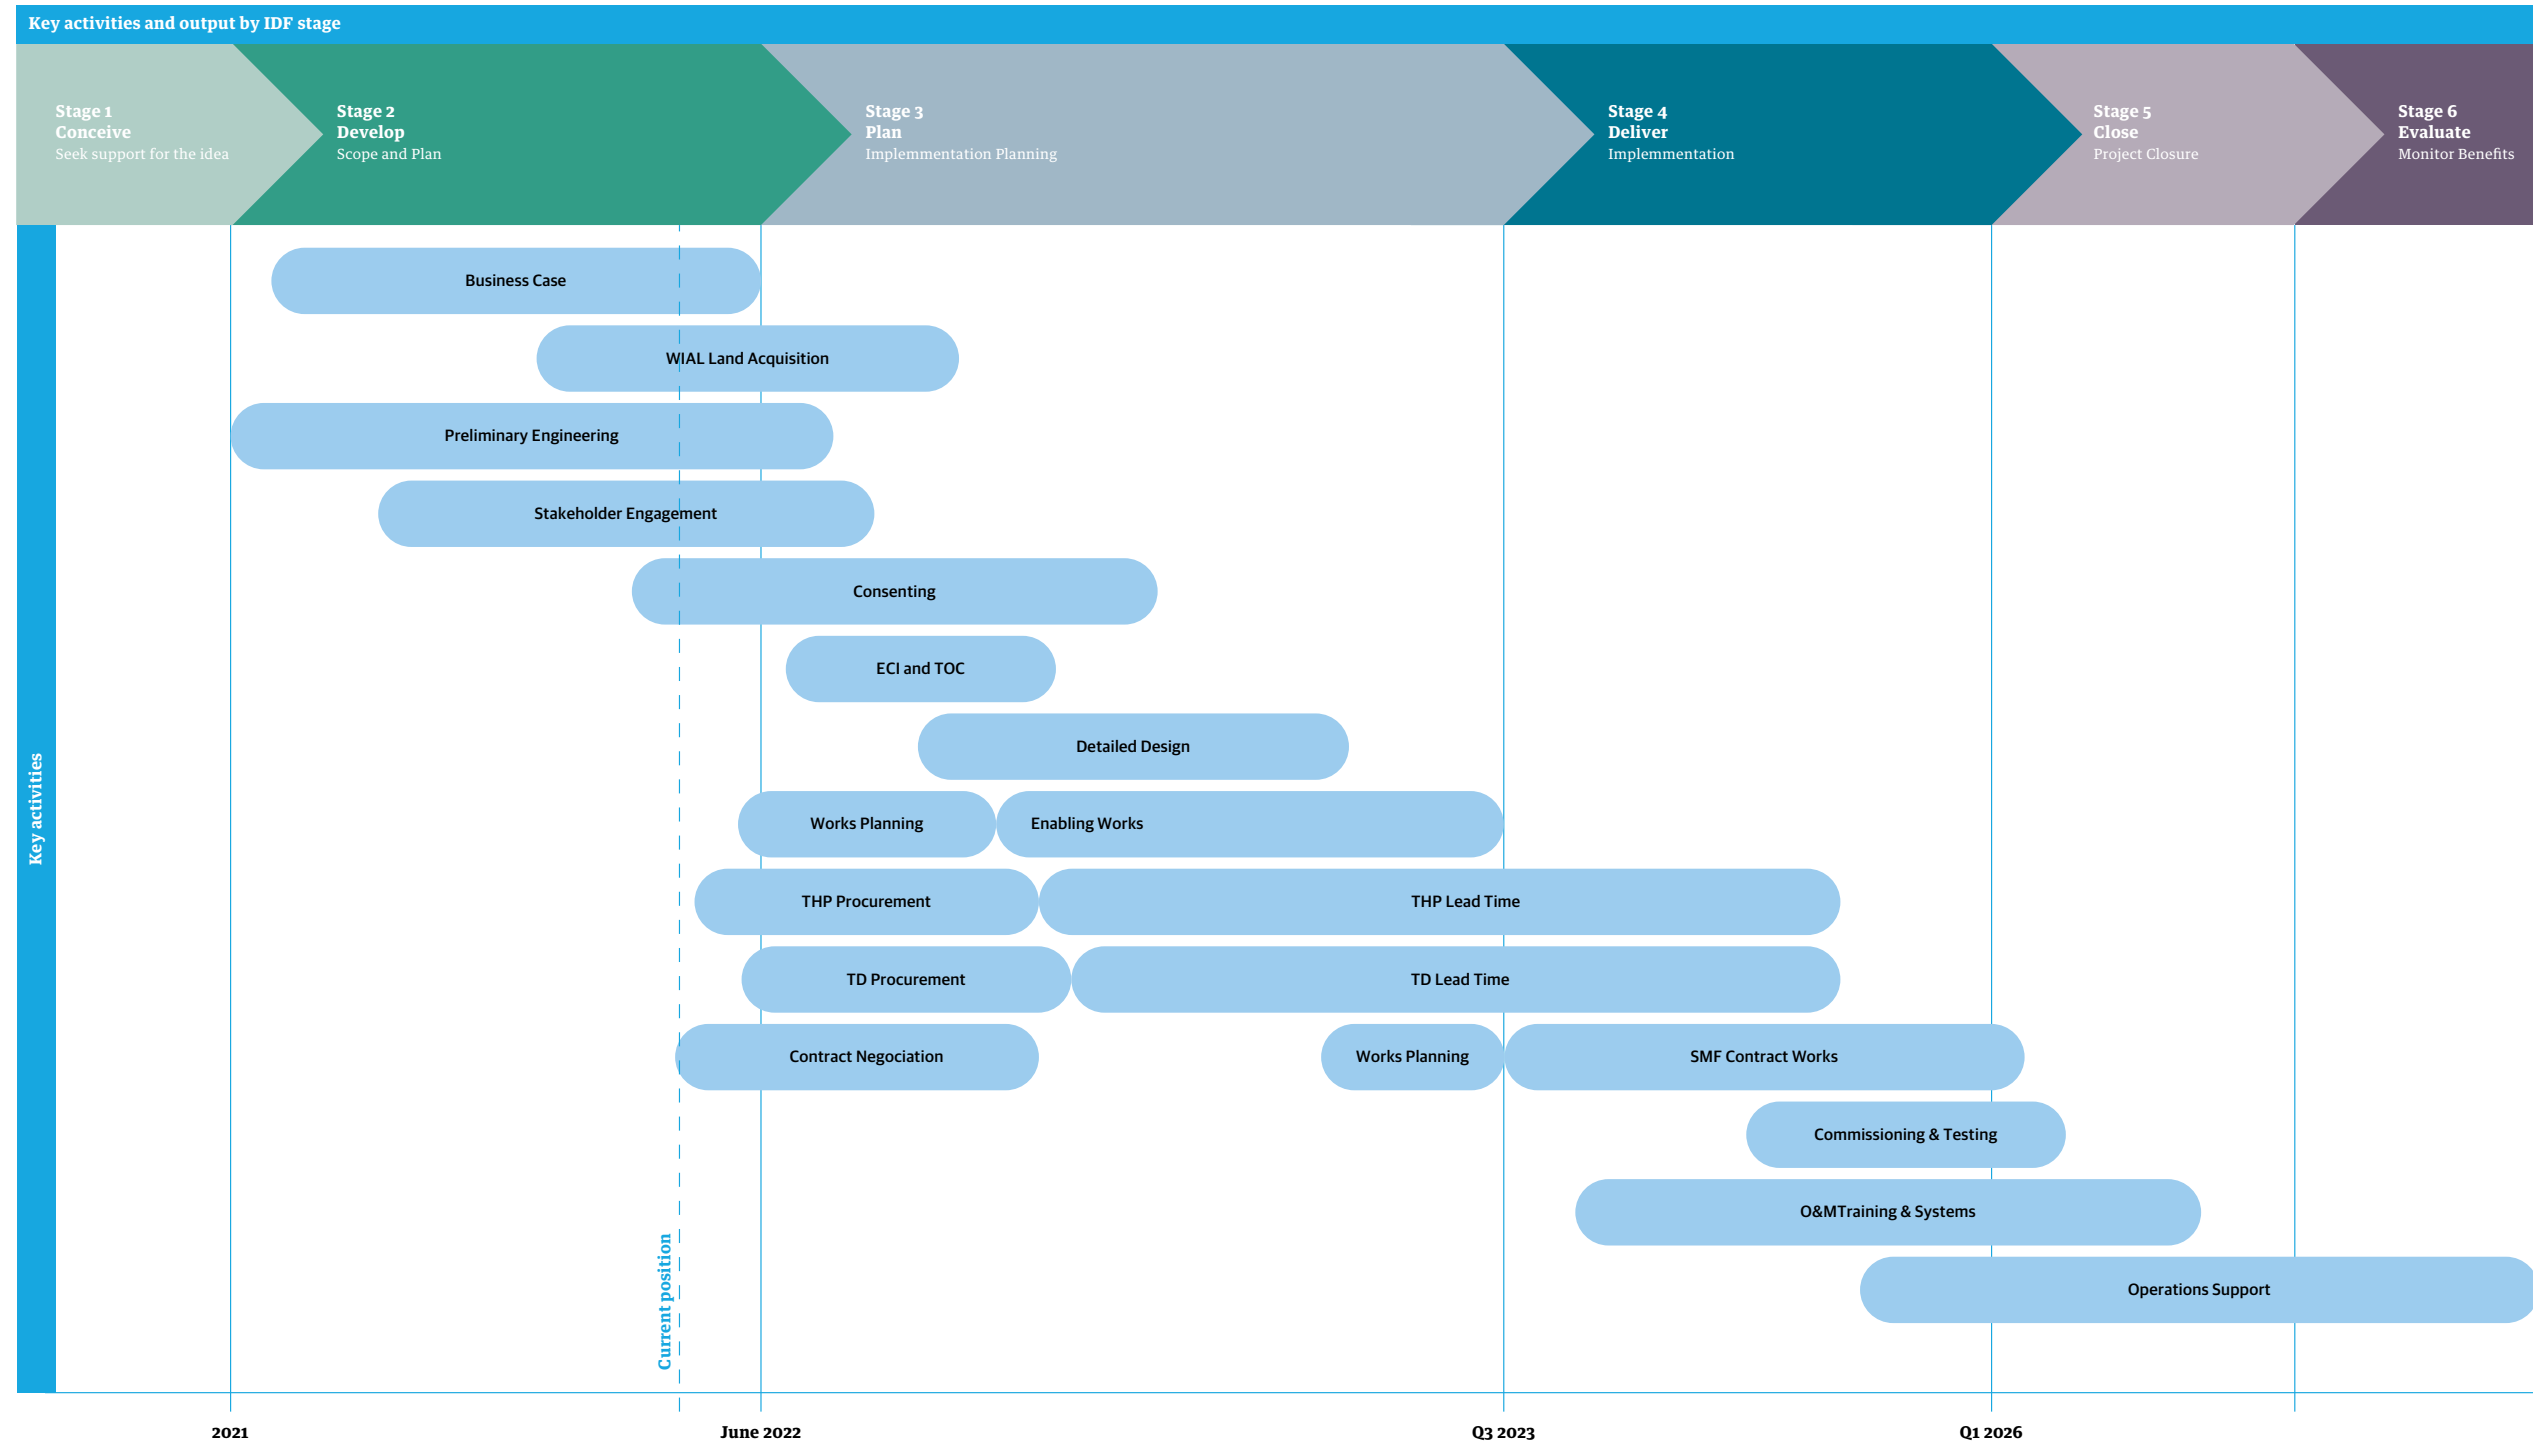 Key activities and output by IDF stage
Stage 1
Conceive
Seek support for the idea
Stage 2
Develop
Scope and Plan
Stage 3
Plan
Implemmentation Planning
Stage 4
Deliver
Implemmentation
Stage 5
Close
Project Closure
Stage 6
Evaluate
Monitor Benefits
Key activities
Business Case
WIAL Land Acquisition
Preliminary Engineering
Stakeholder Engagement
Consenting
ECI and TOC
Detailed Design
Works Planning
Enabling Works
THP Procurement
THP Lead Time
TD Procurement
TD Lead Time
Contract Negociation
Works Planning
SMF Contract Works
Commissioning & Testing
O&MTraining & Systems
Operations Support
Current position
2021
June 2022
Q3 2023
Q1 2026